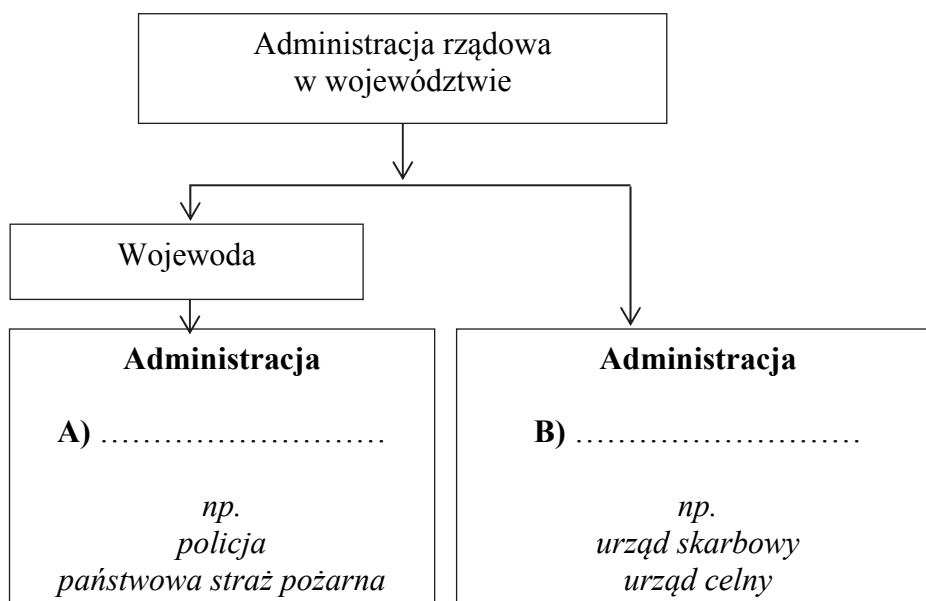 Administracja rządowa
w województwie
Wojewoda
Administracja
A) ………………………
np.
policja
państwowa straż pożarna
Administracja
B) ………………………
np.
urząd skarbowy
urząd celny